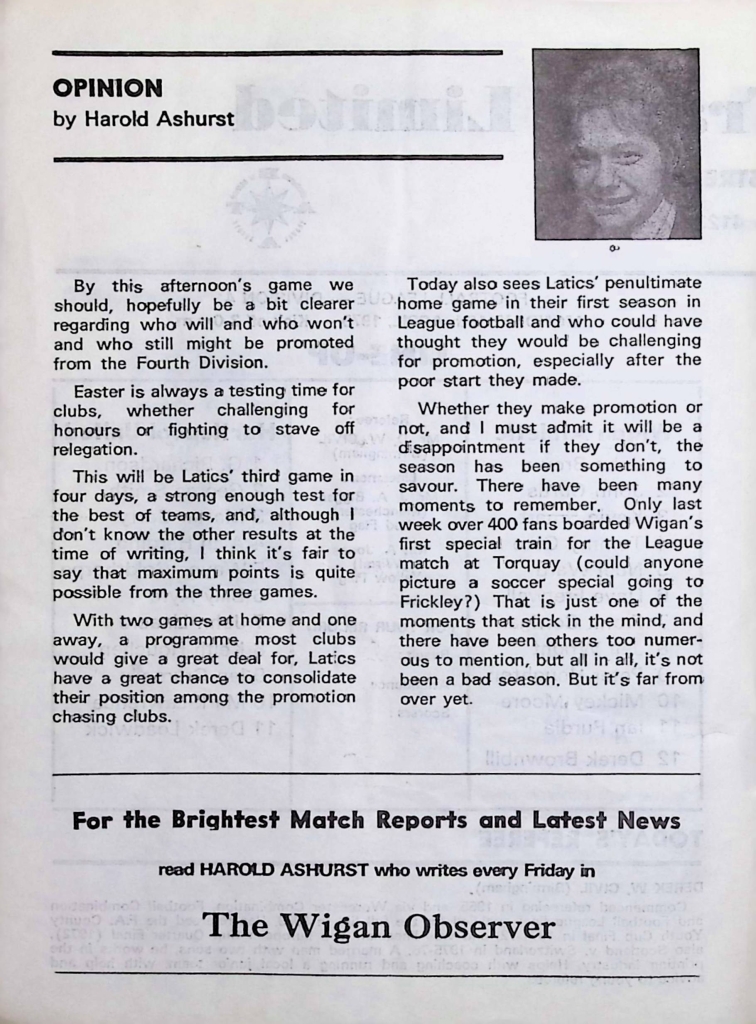 OPINION
by Harold Ashurst
By this afternoon's game we
should, hopefully be a bit clearer
regarding who will and who won't
and who still might be promoted
from the Fourth Division.
Easter is always a testing time for
clubs, whether challenging for
honours or fighting to stave off
relegation.
This will be Latics' third game in
four days, a strong enough test for
the best of teams, and, although I
don't know the other results at the
time of writing, I think it's fair to
say that maximum points is quite
possible from the three games.
With two games at home and one
away, a programme most clubs
would give a great deal for, Latics
have a great chance to consolidate
their position among the promotion
chasing clubs.
Today also sees Latics' penultimate
home game in their first season in
League football and who could have
thought they would be challenging
for promotion, especially after the
poor start they made.
Whether they make promotion or
not, and I must admit it will be a
disappointment if they don't, the
season has been something to
savour. There have been many
moments to remember. Only last
week over 400 fans boarded Wigan's
first special train for the League
match at Torquay (could anyone
picture a soccer special going to
Frickley?) That is just one of the
moments that stick in the mind, and
there have been others too numer-
ous to mention, but all in all, it's not
been a bad season. But it's far from
over yet.
For the Brightest Match Reports and Latest News
read HAROLD ASHURST who writes every Friday in
The Wigan Observer